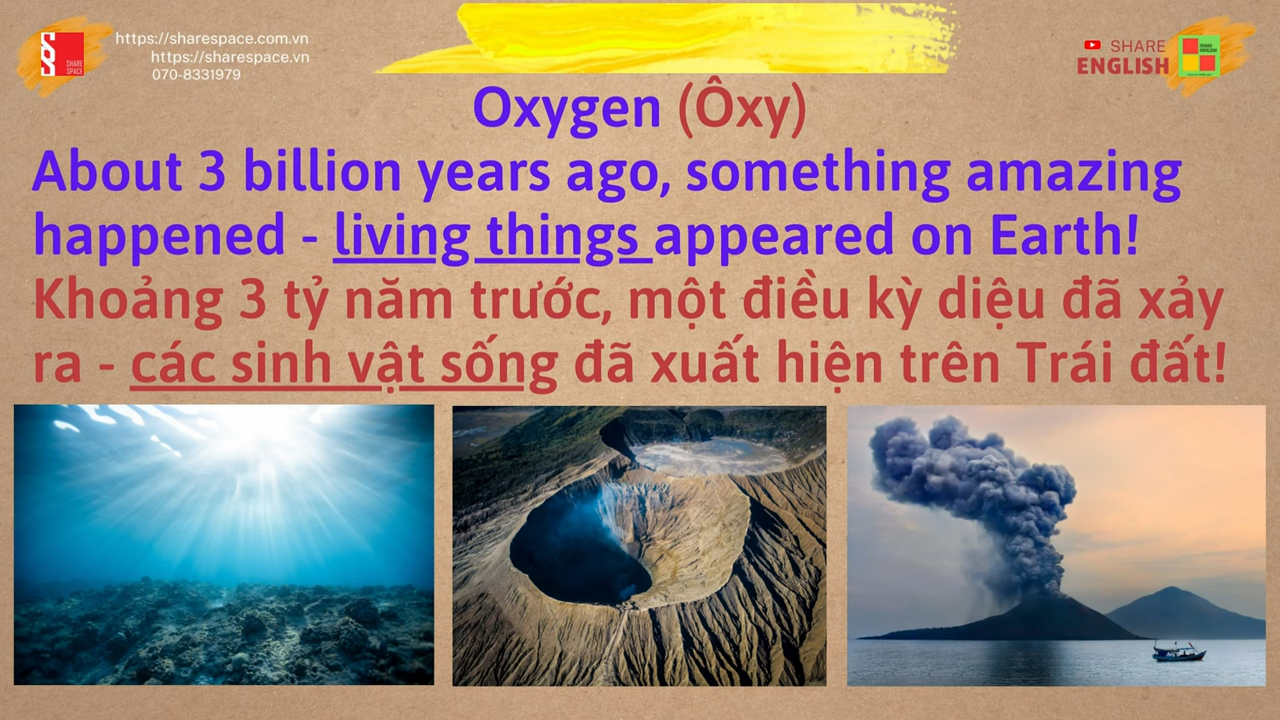 https://sharespace.com.vn
https://sharespace.vn
070-8331979
SHARE
SPACE
SHARE
ENGLISH
Oxygen (Ôxy)
About 3 billion years ago, something amazing
happened - living things appeared on Earth!
Khoảng 3 tỷ năm trước, một điều kỳ diệu đã xảy
ra - các sinh vật sống đã xuất hiện trên Trái đất!